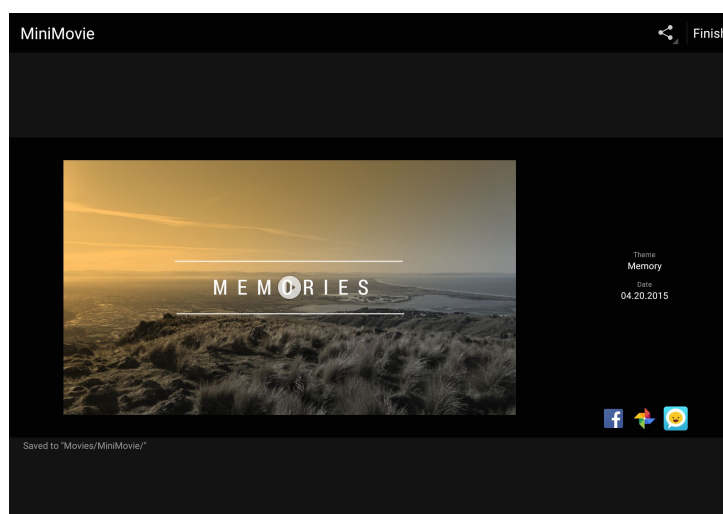 MiniMovie
Finish
MEMORIES
Theme
Memory
Date
04.20.2015
Saved to "Movies/MiniMovie/"